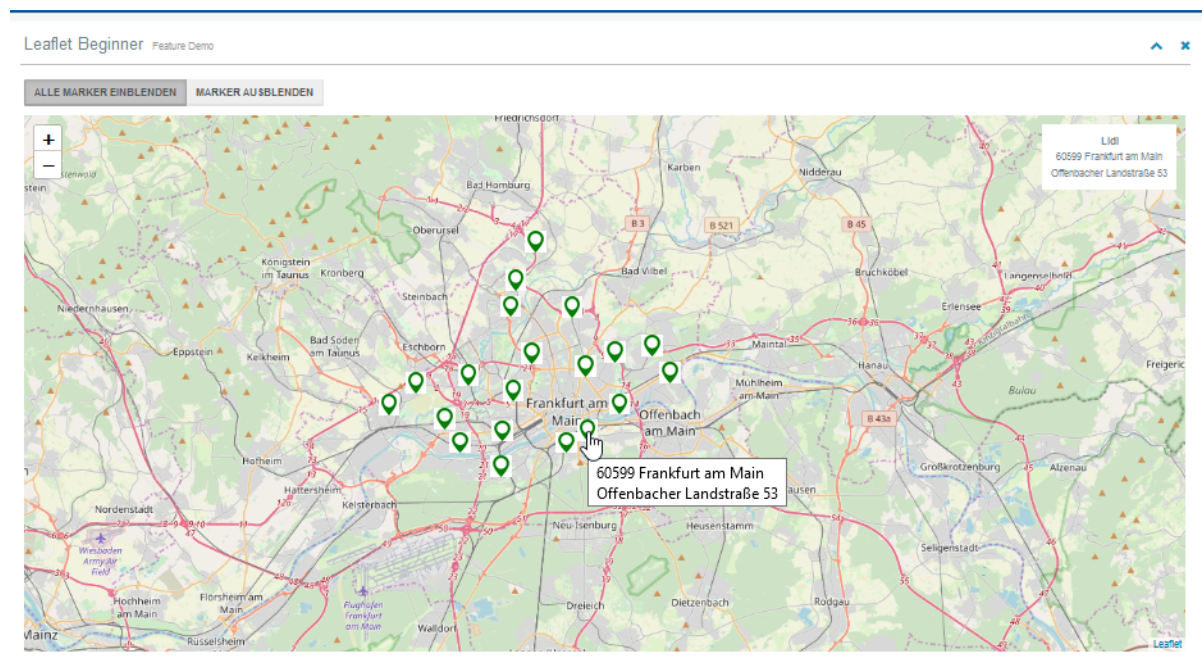 Leaflet Beginner Feature Demo
ALLE MARKER EINBLENDEN MARKER AUSBLENDEN
+
−
Lidl
60599 Frankfurt am Main
Offenbacher Landstraße 53
Friedrichsdorf
Karben
Nidderau
stein
Bad Homburg
Oberursel
B 3
B 521
B 45
Königstein
im Taunus
Kronberg
Bad Vilbel
Bruchköbel
Langenselbold
Steinbach
Niedernhausen
Erlensee
Eppstein
Kelkheim
Bad Soden
am Taunus
Eschborn
Maintal
Hanau
Freigeric
Mühlheim
am Main
Bulau
Frankfurt am
Main
Offenbach
am Main
B 43a
Hofheim
60599 Frankfurt am Main
Offenbacher Landstraße 53
Großkrotzenburg
Alzenau
Hattersheim
Kelsterbach
ausen
Nordenstadt
Neu-Isenburg
Heusenstamm
Wiesbaden
Army Air
Field
Seligenstadt
Hochheim
am Main
Flörsheim am
Main
Flughafen
Frankfurt
am Main
Dreieich
Dietzenbach
Rodgau
Walldorf
Mainz
Rüsselsheim
Leaflet